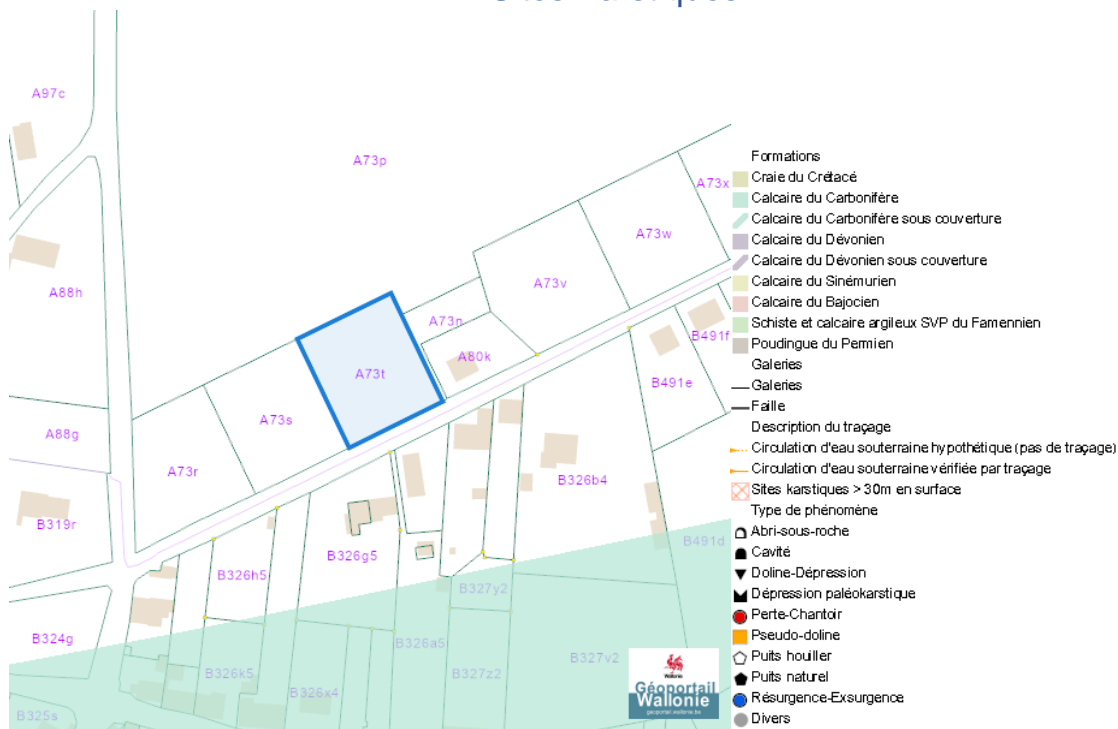 A97c
A73p
A73x
A73w
A88h
A73v
A73n
A80k
A73t
B491f
B491e
A73s
A88g
A73r
B326b4
B319r
B491d
B326g5
B326h5
B327y2
B324g
B326a5
B327v2
B326k5
B327z2
B326x4
B325s
Wallonie
Géoportail
Wallonie
geoportail.wallonie.be
Formations
Craie du Crétacé
Calcaire du Carbonifère
Calcaire du Carbonifère sous couverture
Calcaire du Dévonien
Calcaire du Dévonien sous couverture
Calcaire du Sinémurien
Calcaire du Bajocien
Schiste et calcaire argileux SVP du Famennien
Poudingue du Permien
Galeries
Galeries
Faille
Description du traçage
Circulation d'eau souterraine hypothétique (pas de traçage)
Circulation d'eau souterraine vérifiée par traçage
Sites karstiques > 30m en surface
Type de phénomène
Abri-sous-roche
Cavité
Doline-Dépression
Dépression paléokarstique
Perte-Chantoir
Pseudo-doline
Puits houiller
Puits naturel
Résurgence-Exsurgence
Divers